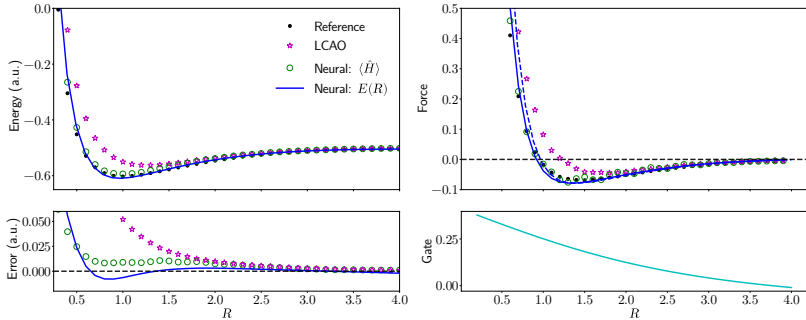 0.0
−0.2
−0.4
−0.6
Energy (a.u.)
Reference
LCAO
Neural: ⟨Ĥ⟩
Neural: E(R)
0.5
0.4
0.3
0.2
0.1
0.0
−0.1
Force
0.050
0.025
0.000
Error (a.u.)
0.5 1.0 1.5 2.0 2.5 3.0 3.5 4.0
R
0.25
0.00
Gate
0.5 1.0 1.5 2.0 2.5 3.0 3.5 4.0
R